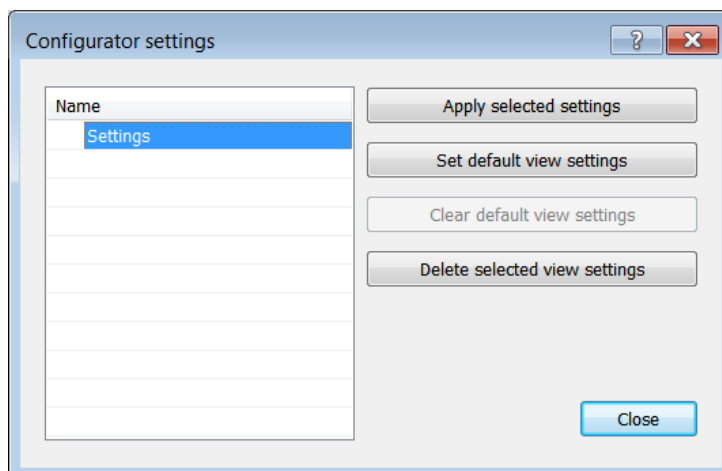 Configurator settings
Name
Settings
Apply selected settings
Set default view settings
Clear default view settings
Delete selected view settings
Close